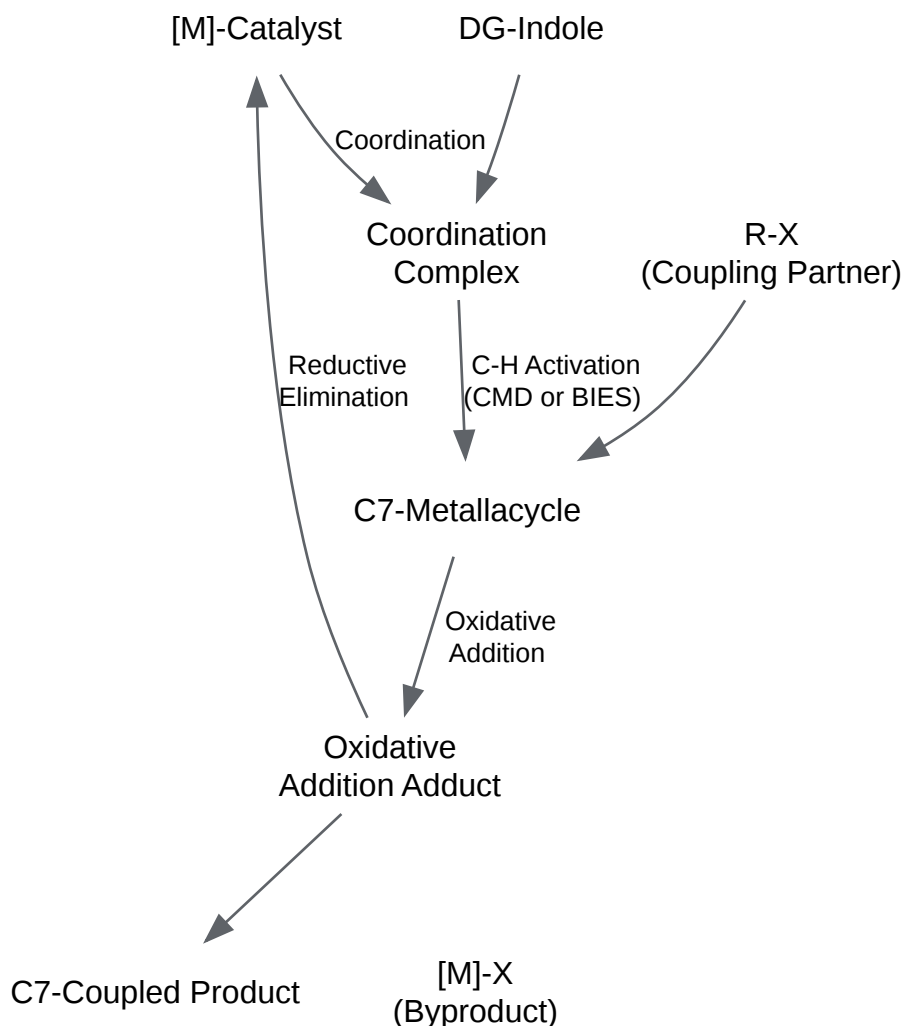 [M]-Catalyst
DG-Indole
Coordination
Coordination
Complex
R-X
(Coupling Partner)
Reductive
Elimination
C-H Activation
(CMD or BIES)
C7-Metallacycle
Oxidative
Addition
Oxidative
Addition Adduct
C7-Coupled Product
[M]-X
(Byproduct)